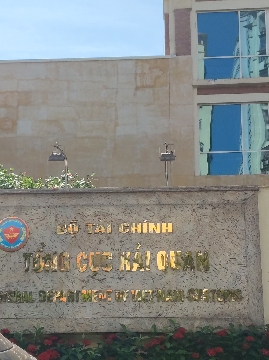 BỘ TÀI CHÍNH
TỔNG CỤC HẢI QUAN
GENERAL DEPARTMENT OF VIETNAM CUSTOMS